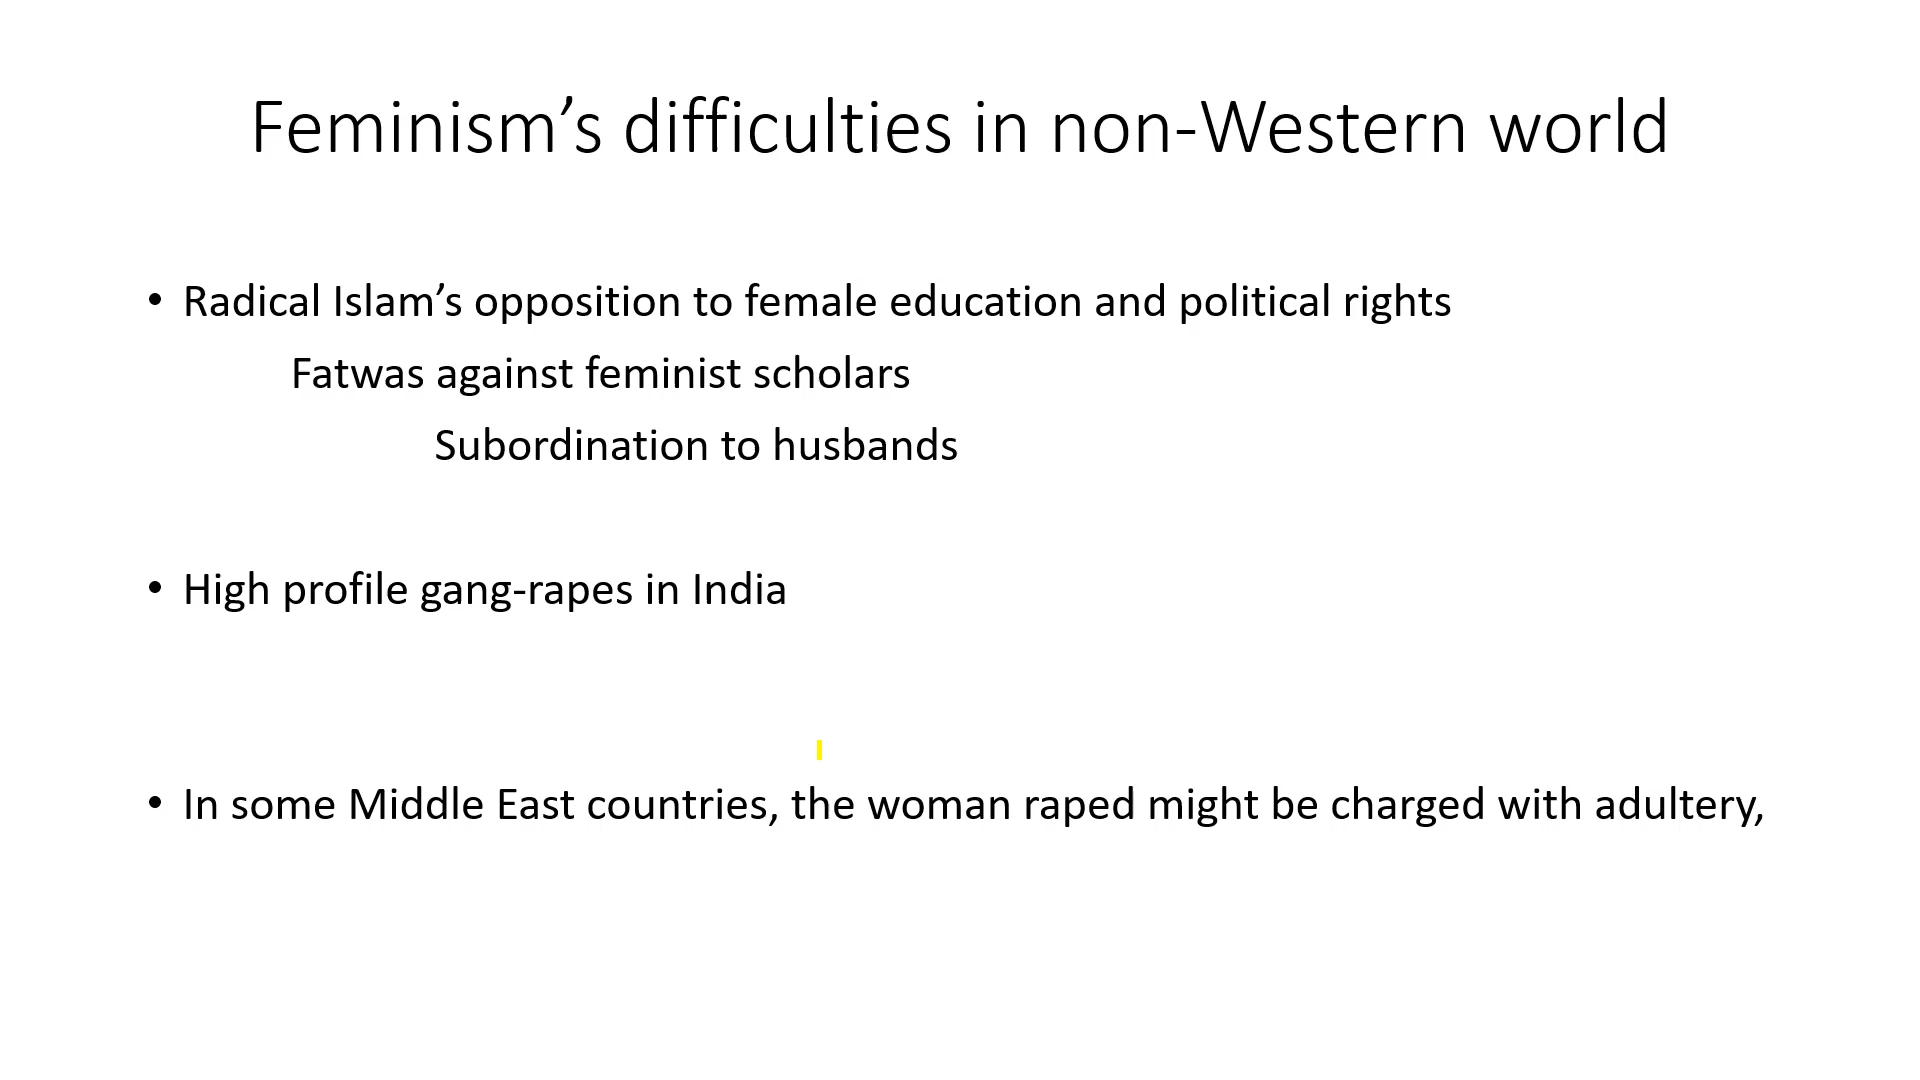 Feminism’s difficulties in non-Western world
• Radical Islam’s opposition to female education and political rights
Fatwas against feminist scholars
Subordination to husbands
• High profile gang-rapes in India
• In some Middle East countries, the woman raped might be charged with adultery,